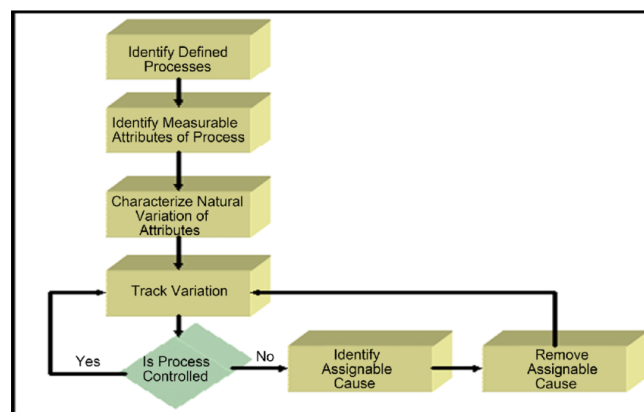 Identify Defined
Processes
Identify Measurable
Attributes of Process
Characterize Natural
Variation of
Attributes
Track Variation
Yes
Is Process
Controlled
No
Identify
Assignable
Cause
Remove
Assignable
Cause